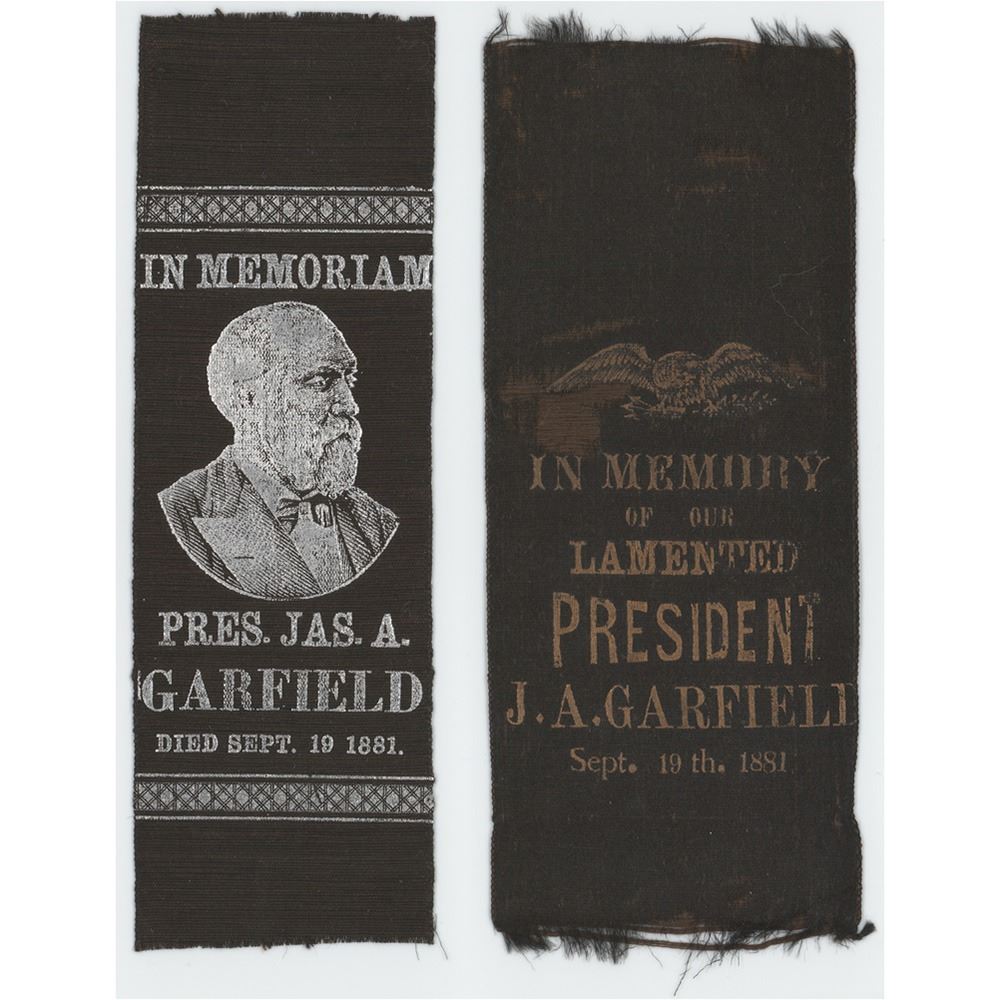 IN MEMORIAM
PRES. JAS. A.
GARFIELD
DIED SEPT. 19 1881.
IN MEMORY
OF OUR
LAMENTED
PRESIDENT
J.A.GARFIELD
Sept. 19 th. 1881